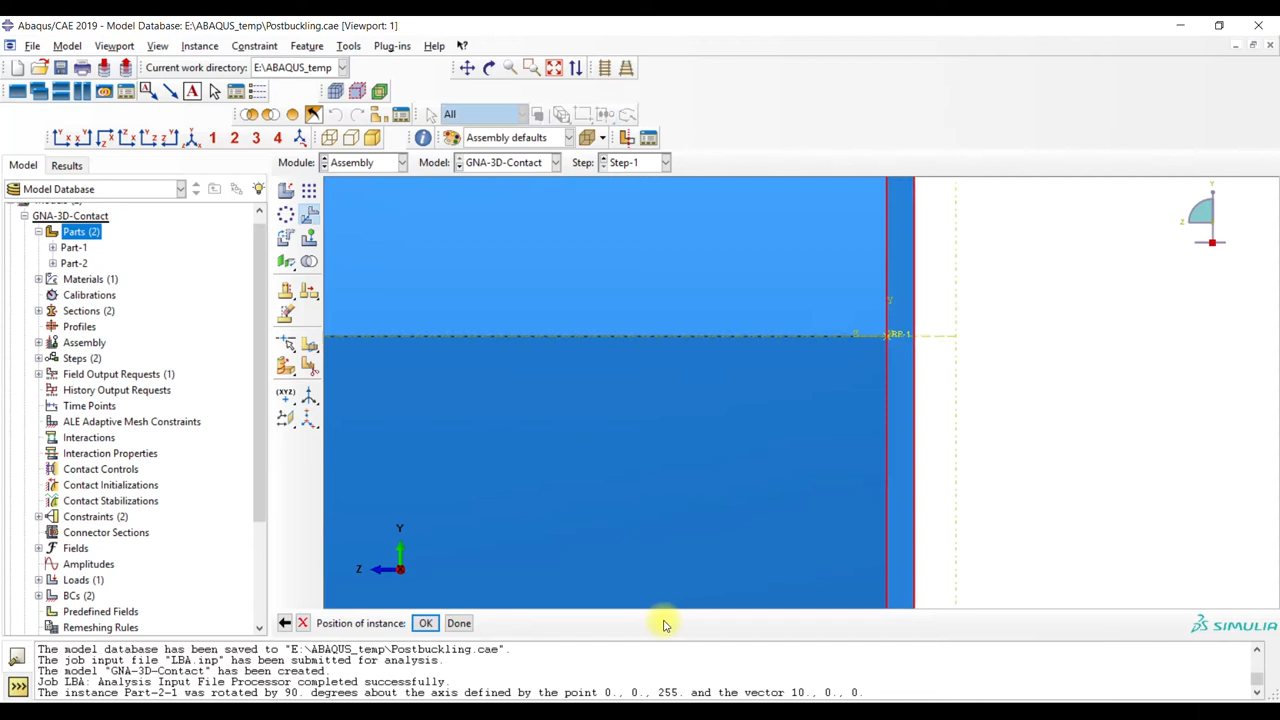 Abaqus/CAE 2019 - Model Database: E:\ABAQUS_temp\Postbuckling.cae [Viewport: 1]
File Model Viewport View Instance Constraint Feature Tools Plug-ins Help
Current work directory: E:\ABAQUS_temp
A
All
1 2 3 4 Assembly defaults
Model Results Module: Assembly Model: GNA-3D-Contact Step: Step-1
Model Database
GNA-3D-Contact
Parts (2)
Part-1
Part-2
Materials (1)
Calibrations
Sections (2)
Profiles
Assembly
Steps (2)
Field Output Requests (1)
History Output Requests
Time Points
ALE Adaptive Mesh Constraints
Interactions
Interaction Properties
Contact Controls
Contact Initializations
Contact Stabilizations
Constraints (2)
Connector Sections
Fields
Amplitudes
Loads (1)
BCs (2)
Predefined Fields
Remeshing Rules
(XYZ)
Y
Z
y
RP-1
Y
Z
Position of instance: OK Done
SIMULIA
The model database has been saved to "E:\ABAQUS_temp\Postbuckling.cae".
The job input file "LBA.inp" has been submitted for analysis.
The model "GNA-3D-Contact" has been created.
Job LBA: Analysis Input File Processor completed successfully.
The instance Part-2-1 was rotated by 90. degrees about the axis defined by the point 0., 0., 255. and the vector 10., 0., 0.
>>>